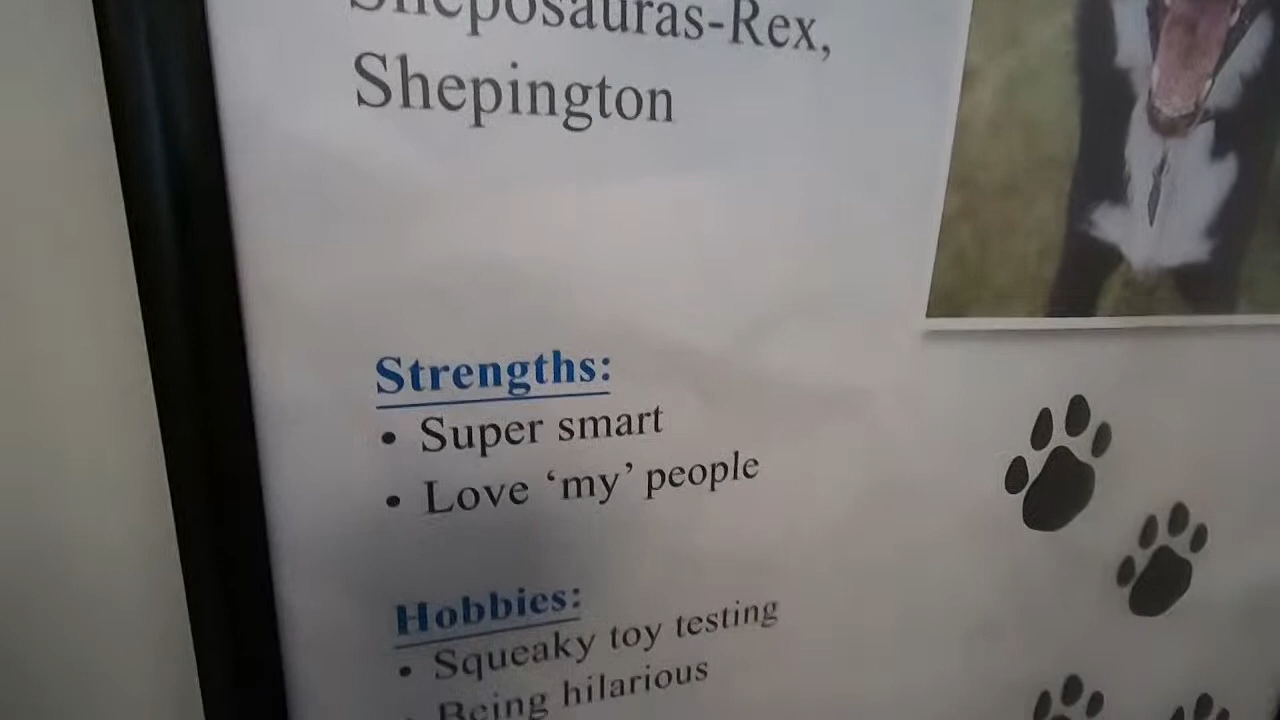 Sheposauras-Rex,
Shepington
Strengths:
• Super smart
• Love ‘my’ people
Hobbies:
• Squeaky toy testing
• Being hilarious